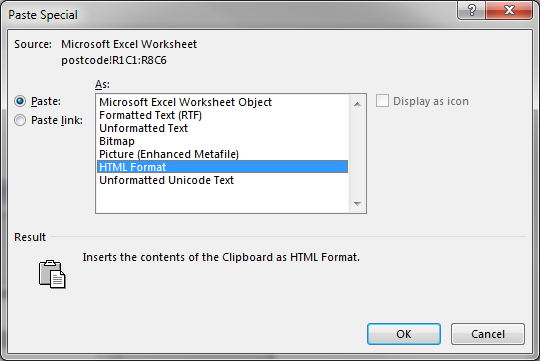 Paste Special
Source: Microsoft Excel Worksheet
postcode!R1C1:R8C6
As:
Paste:
Paste link:
Microsoft Excel Worksheet Object
Formatted Text (RTF)
Unformatted Text
Bitmap
Picture (Enhanced Metafile)
HTML Format
Unformatted Unicode Text
Display as icon
Result
Inserts the contents of the Clipboard as HTML Format.
OK Cancel